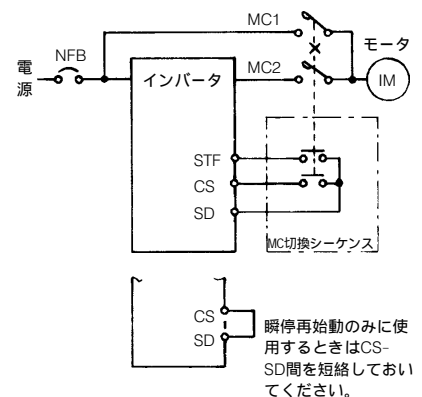 MC1
NFB
電
源
インバータ
MC2
モータ
IM
STF
CS
SD
MC切換シーケンス
CS
SD
瞬停再始動のみに使
用するときはCS-
SD間を短絡しておい
てください。